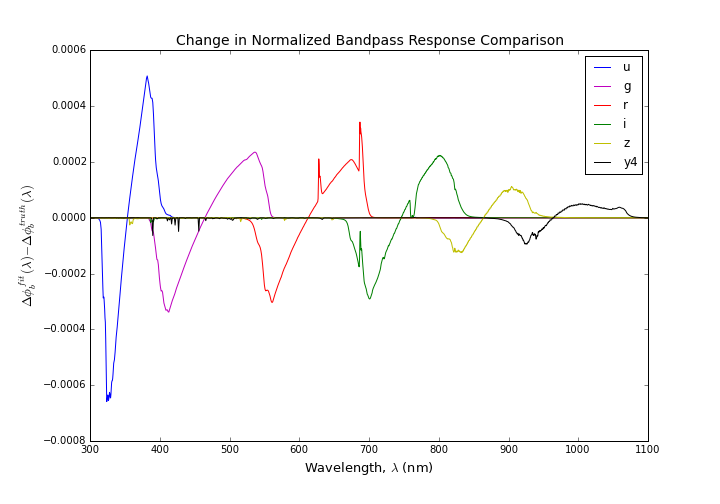 Change in Normalized Bandpass Response Comparison
0.0006
0.0004
0.0002
0.0000
−0.0002
−0.0004
−0.0006
−0.0008
Δϕ_b^{fit}(λ)−Δϕ_b^{truth}(λ)
u
g
r
i
z
y4
300 400 500 600 700 800 900 1000 1100
Wavelength, λ (nm)